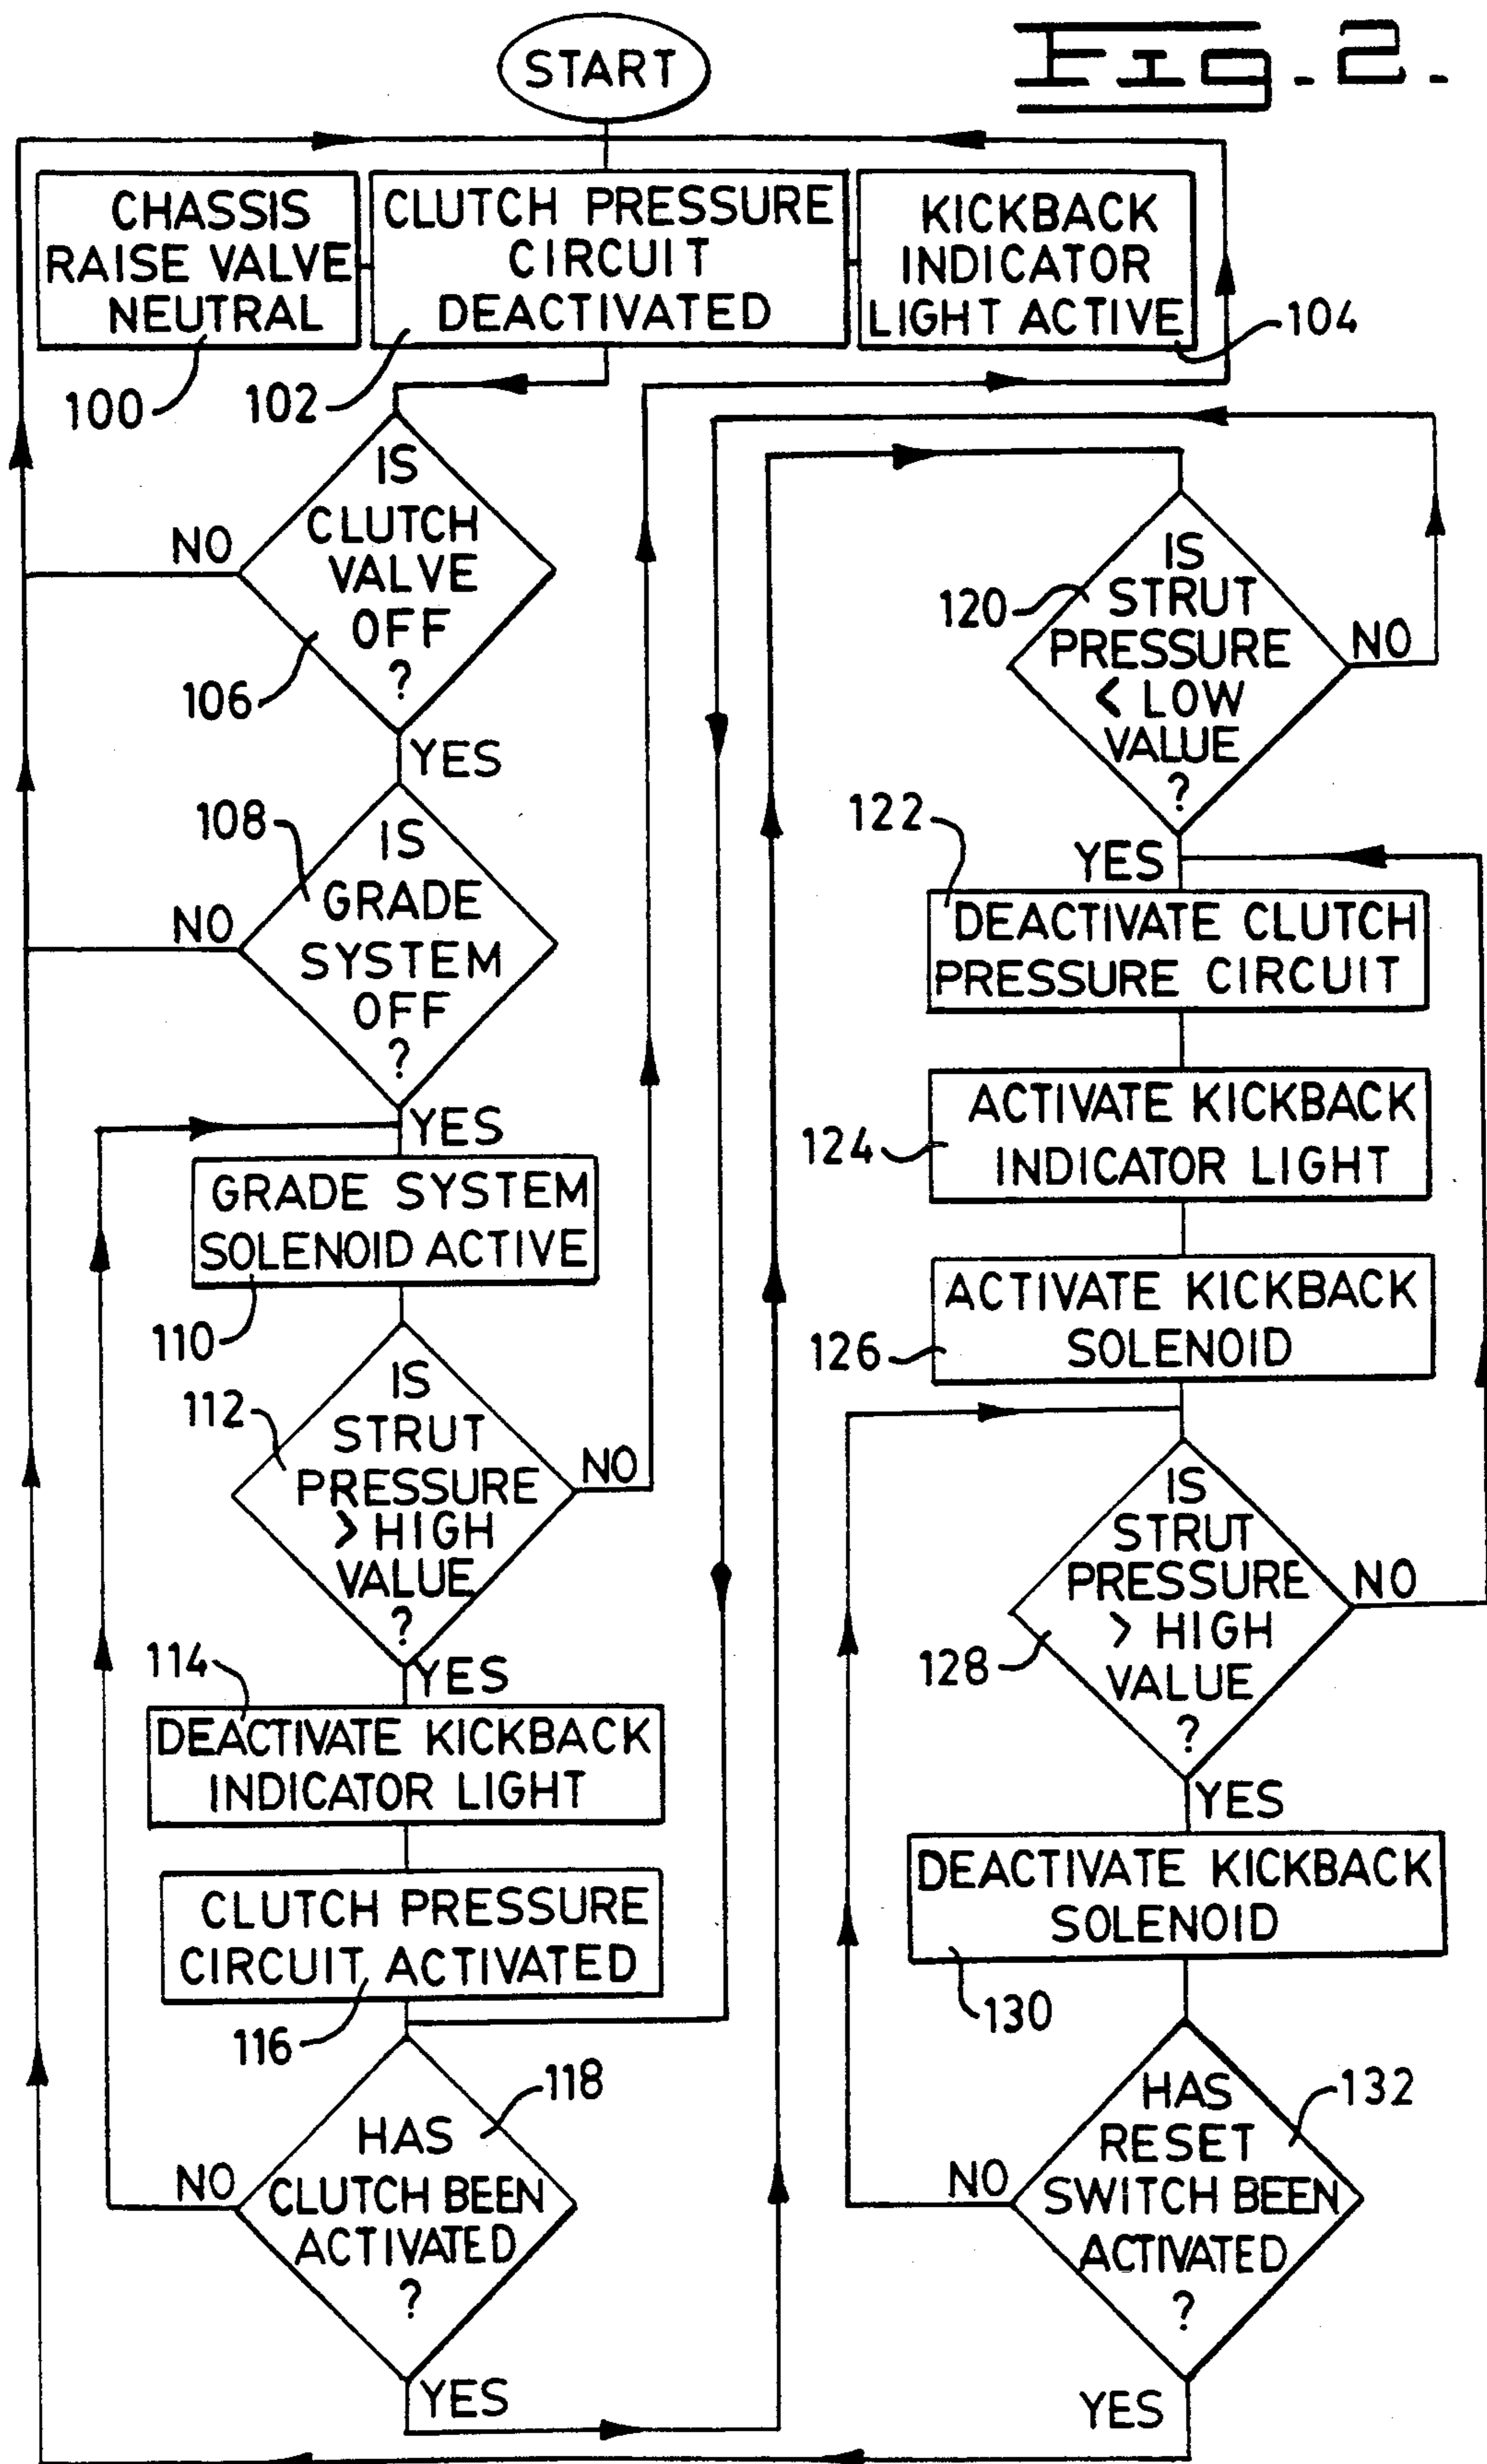 START
FIG. 2.
CHASSIS
RAISE VALVE
NEUTRAL
100
CLUTCH PRESSURE
CIRCUIT
DEACTIVATED
102
KICKBACK
INDICATOR
LIGHT ACTIVE
104
IS
CLUTCH
VALVE
OFF
?
NO
106
YES
108
IS
GRADE
SYSTEM
OFF
?
NO
YES
GRADE SYSTEM
SOLENOID ACTIVE
110
112
IS
STRUT
PRESSURE
> HIGH
VALUE
?
NO
YES
114
DEACTIVATE KICKBACK
INDICATOR LIGHT
CLUTCH PRESSURE
CIRCUIT ACTIVATED
116
118
HAS
CLUTCH BEEN
ACTIVATED
?
NO
YES
120
IS
STRUT
PRESSURE
< LOW
VALUE
?
NO
YES
122
DEACTIVATE CLUTCH
PRESSURE CIRCUIT
124
ACTIVATE KICKBACK
INDICATOR LIGHT
126
ACTIVATE KICKBACK
SOLENOID
128
IS
STRUT
PRESSURE
> HIGH
VALUE
?
NO
YES
DEACTIVATE KICKBACK
SOLENOID
130
132
HAS
RESET
SWITCH BEEN
ACTIVATED
?
NO
YES